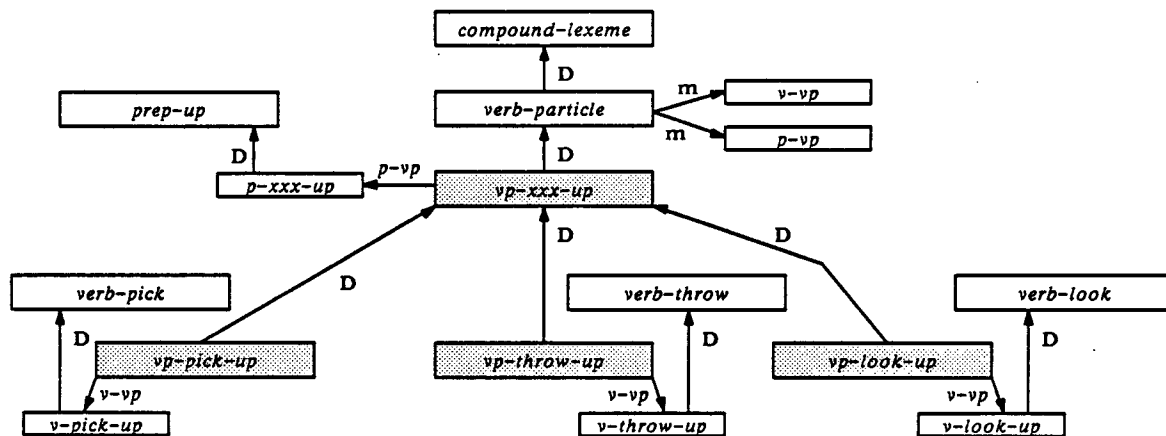 compound-lexeme
D
prep-up
verb-particle
m
v-vp
m
p-vp
D
D
p-xxx-up
p-vp
vp-xxx-up
D
D
D
verb-pick
verb-throw
verb-look
D
D
D
vp-pick-up
vp-throw-up
vp-look-up
v-vp
v-vp
v-vp
v-pick-up
v-throw-up
v-look-up